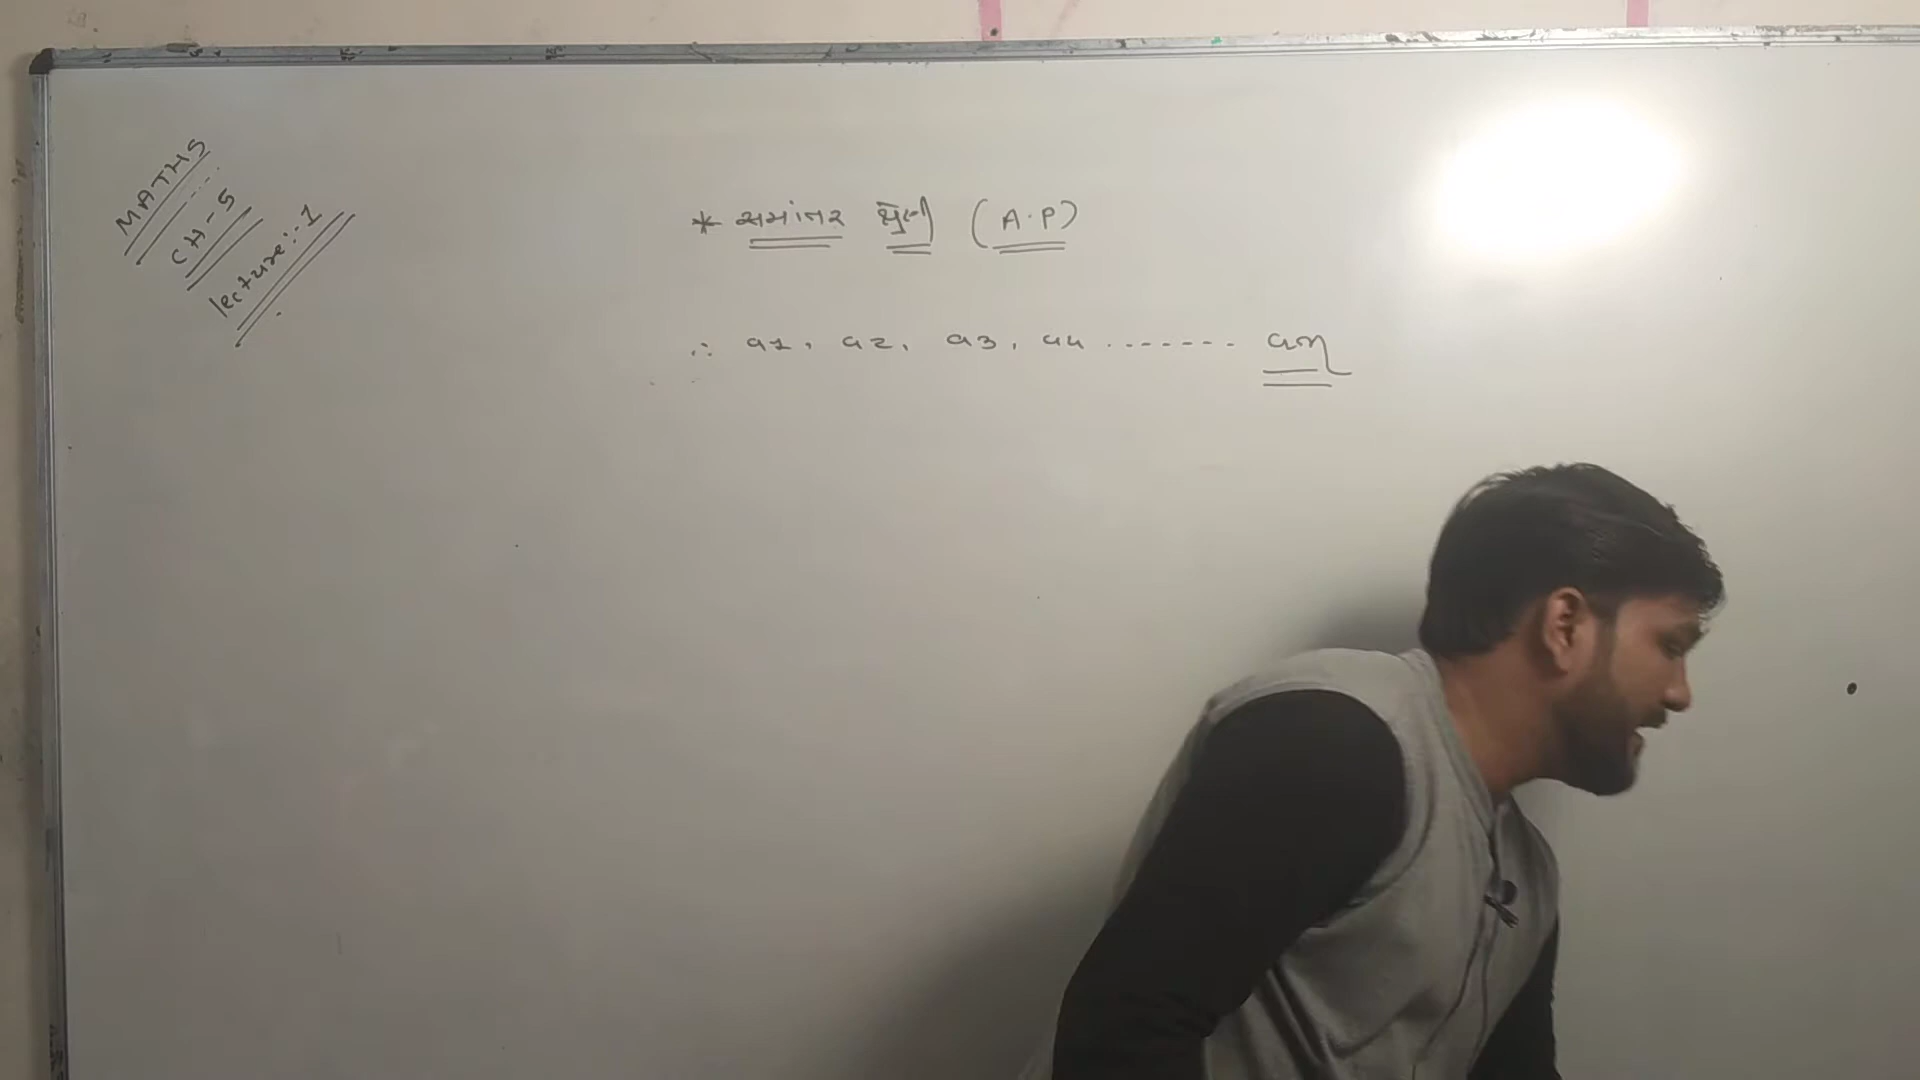 MATHS
CH-5
lecture:-1
* સમાંતર શ્રેણી (A.P)
∴ a1, a2, a3, a4 ....... an